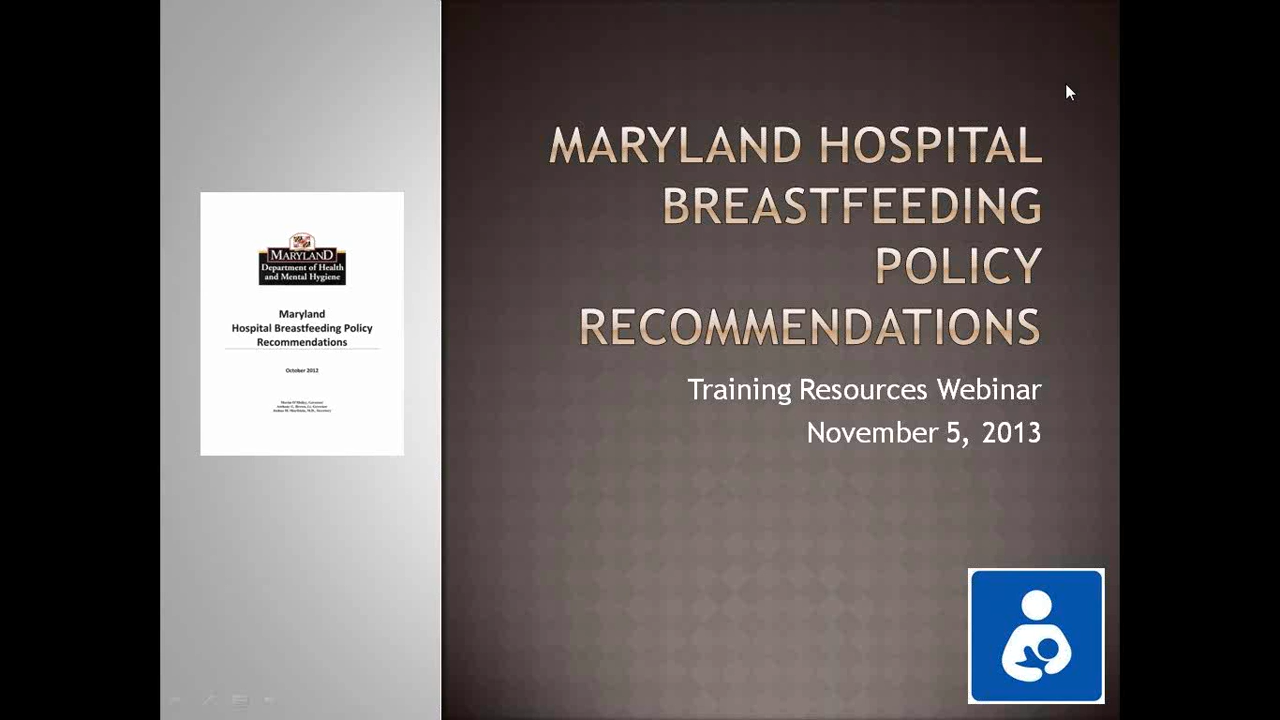 MARYLAND HOSPITAL
BREASTFEEDING
POLICY
RECOMMENDATIONS
Training Resources Webinar
November 5, 2013
MARYLAND
Department of Health
and Mental Hygiene
Maryland
Hospital Breastfeeding Policy
Recommendations
October 2012